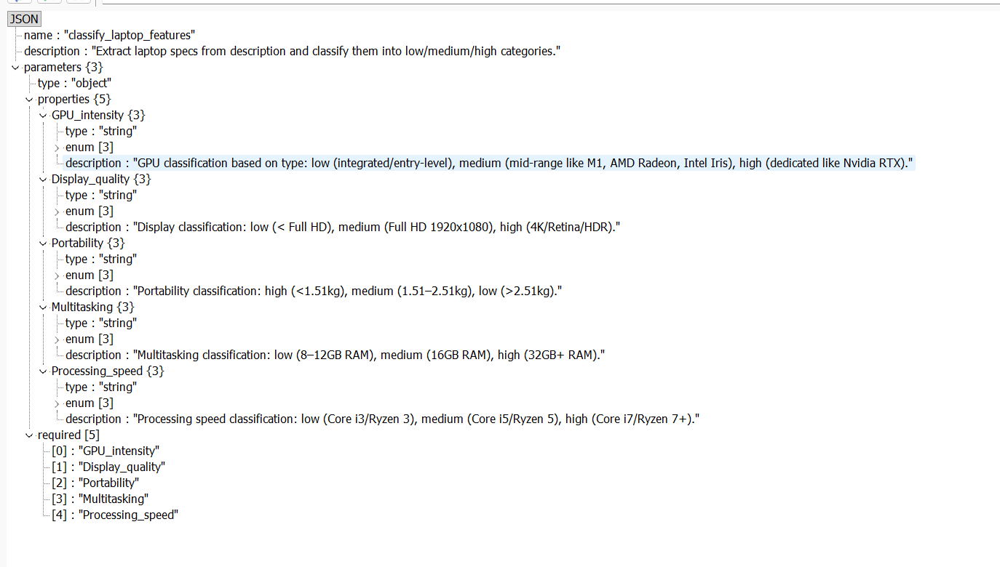 JSON
name : "classify_laptop_features"
description : "Extract laptop specs from description and classify them into low/medium/high categories."
parameters {3}
type : "object"
properties {5}
GPU_intensity {3}
type : "string"
enum [3]
description : "GPU classification based on type: low (integrated/entry-level), medium (mid-range like M1, AMD Radeon, Intel Iris), high (dedicated like Nvidia RTX)."
Display_quality {3}
type : "string"
enum [3]
description : "Display classification: low (< Full HD), medium (Full HD 1920x1080), high (4K/Retina/HDR)."
Portability {3}
type : "string"
enum [3]
description : "Portability classification: high (<1.51kg), medium (1.51–2.51kg), low (>2.51kg)."
Multitasking {3}
type : "string"
enum [3]
description : "Multitasking classification: low (8–12GB RAM), medium (16GB RAM), high (32GB+ RAM)."
Processing_speed {3}
type : "string"
enum [3]
description : "Processing speed classification: low (Core i3/Ryzen 3), medium (Core i5/Ryzen 5), high (Core i7/Ryzen 7+)."
required [5]
[0] : "GPU_intensity"
[1] : "Display_quality"
[2] : "Portability"
[3] : "Multitasking"
[4] : "Processing_speed"